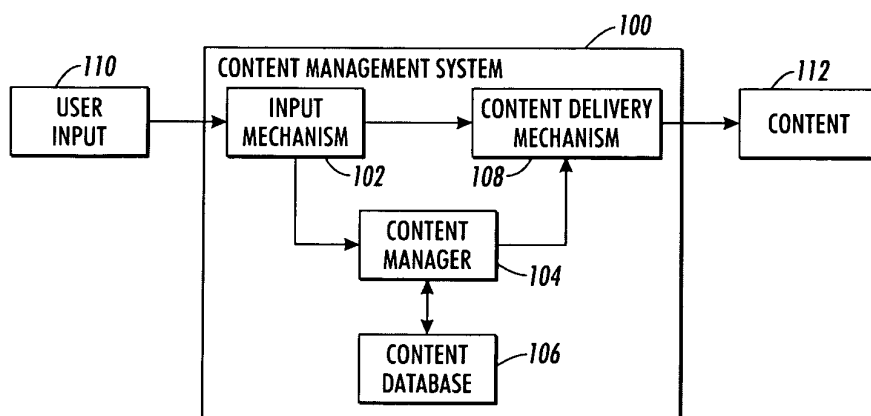 100
110
CONTENT MANAGEMENT SYSTEM
112
USER
INPUT
INPUT
MECHANISM
CONTENT DELIVERY
MECHANISM
CONTENT
102
108
CONTENT
MANAGER
104
CONTENT
DATABASE
106